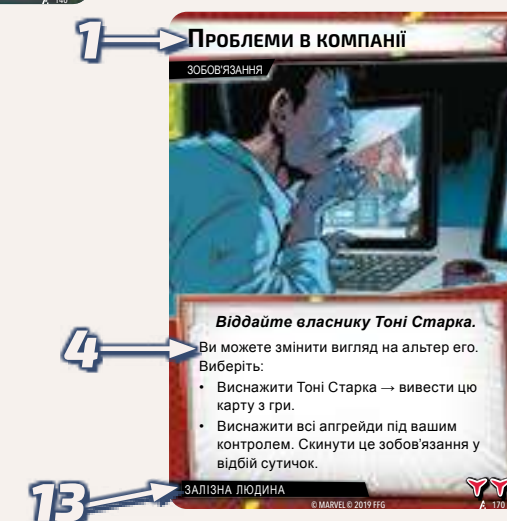 140
1
ПРОБЛЕМИ В КОМПАНІЇ
ЗОБОВ'ЯЗАННЯ
Віддайте власнику Тоні Старка.
4
Ви можете змінити вигляд на альтер его.
Виберіть:
• Виснажити Тоні Старка → вивести цю
карту з гри.
• Виснажити всі апгрейди під вашим
контролем. Скинути це зобов'язання у
відбій сутичок.
13
ЗАЛІЗНА ЛЮДИНА
© MARVEL © 2019 FFG
170